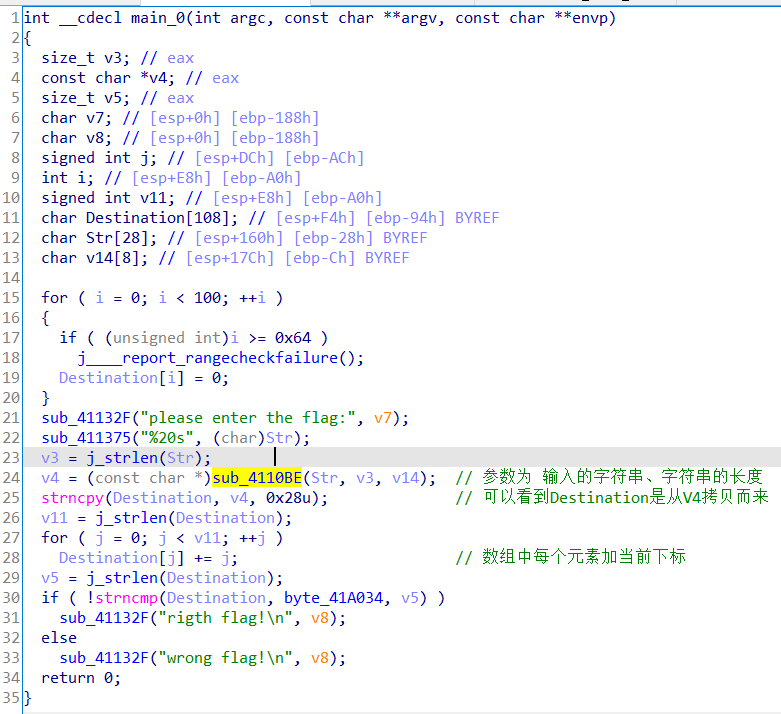 1 int __cdecl main_0(int argc, const char **argv, const char **envp)
2 {
3   size_t v3; // eax
4   const char *v4; // eax
5   size_t v5; // eax
6   char v7; // [esp+0h] [ebp-188h]
7   char v8; // [esp+0h] [ebp-188h]
8   signed int j; // [esp+DCh] [ebp-ACh]
9   int i; // [esp+E8h] [ebp-A0h]
10   signed int v11; // [esp+E8h] [ebp-A0h]
11   char Destination[108]; // [esp+F4h] [ebp-94h] BYREF
12   char Str[28]; // [esp+160h] [ebp-28h] BYREF
13   char v14[8]; // [esp+17Ch] [ebp-Ch] BYREF
14
15   for ( i = 0; i < 100; ++i )
16   {
17     if ( (unsigned int)i >= 0x64 )
18       j____report_rangecheckfailure();
19     Destination[i] = 0;
20   }
21   sub_41132F("please enter the flag:", v7);
22   sub_411375("%20s", (char)Str);
23   v3 = j_strlen(Str);
24   v4 = (const char *)sub_4110BE(Str, v3, v14);  // 参数为 输入的字符串、字符串的长度
25   strncpy(Destination, v4, 0x28u);              // 可以看到Destination是从V4拷贝而来
26   v11 = j_strlen(Destination);
27   for ( j = 0; j < v11; ++j )
28     Destination[j] += j;                        // 数组中每个元素加当前下标
29   v5 = j_strlen(Destination);
30   if ( !strncmp(Destination, byte_41A034, v5) )
31     sub_41132F("rigth flag!\n", v8);
32   else
33     sub_41132F("wrong flag!\n", v8);
34   return 0;
35 }